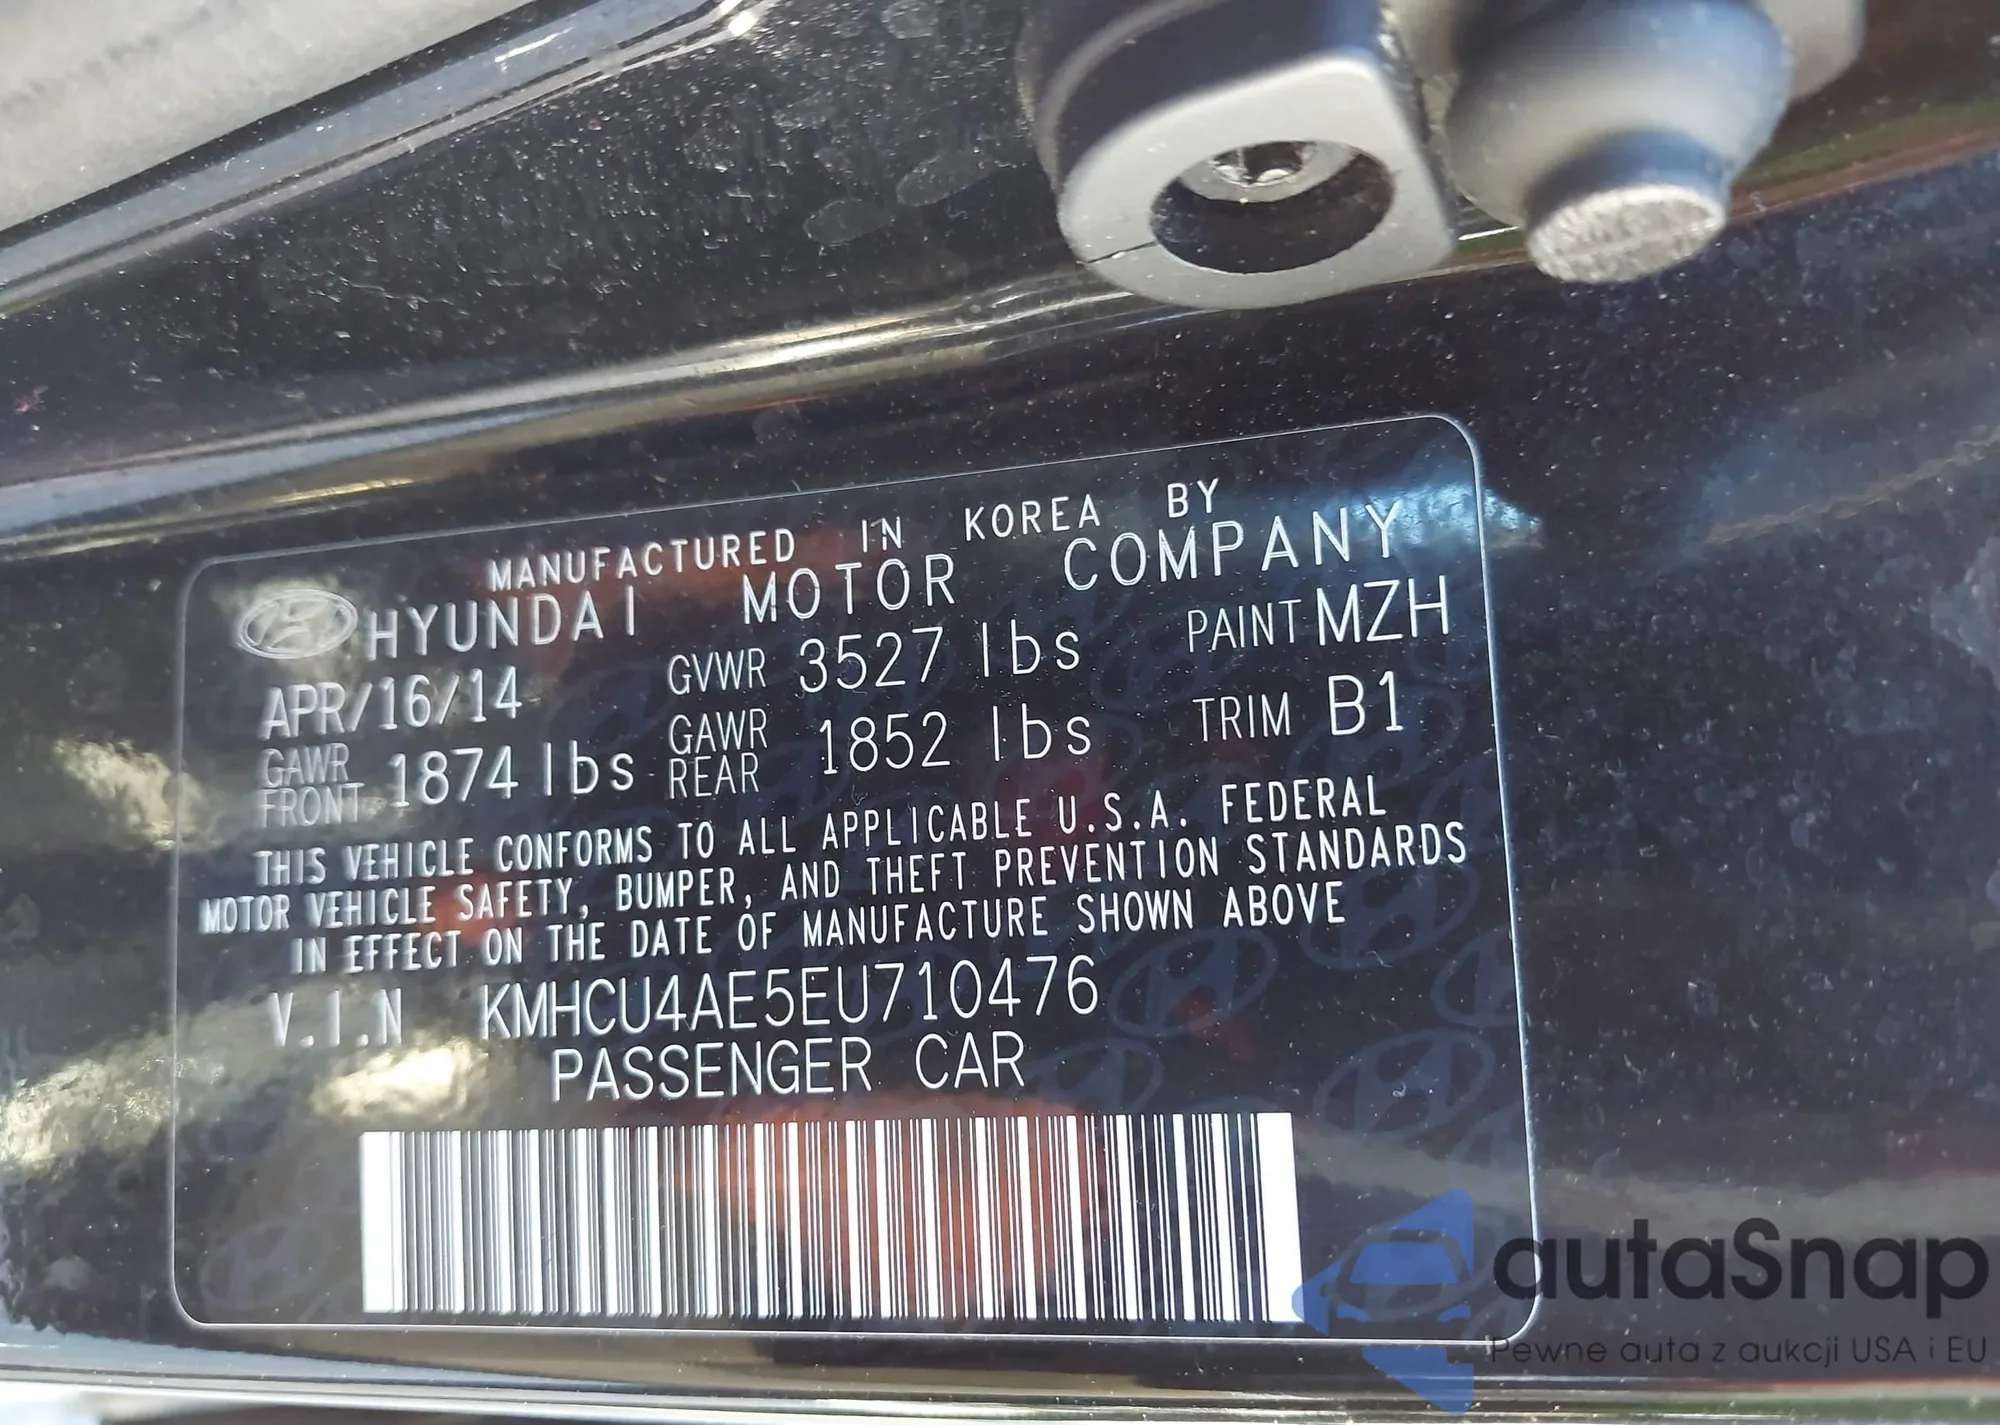 MANUFACTURED IN KOREA BY
HYUNDAI MOTOR COMPANY
APR/16/14 GVWR 3527 lbs PAINT MZH
GAWR FRONT 1874 lbs GAWR REAR 1852 lbs TRIM B1
THIS VEHICLE CONFORMS TO ALL APPLICABLE U.S.A. FEDERAL
MOTOR VEHICLE SAFETY, BUMPER, AND THEFT PREVENTION STANDARDS
IN EFFECT ON THE DATE OF MANUFACTURE SHOWN ABOVE
V.I.N KMHCU4AE5EU710476
PASSENGER CAR
autaSnap
Pewne auta z aukcji USA i EU